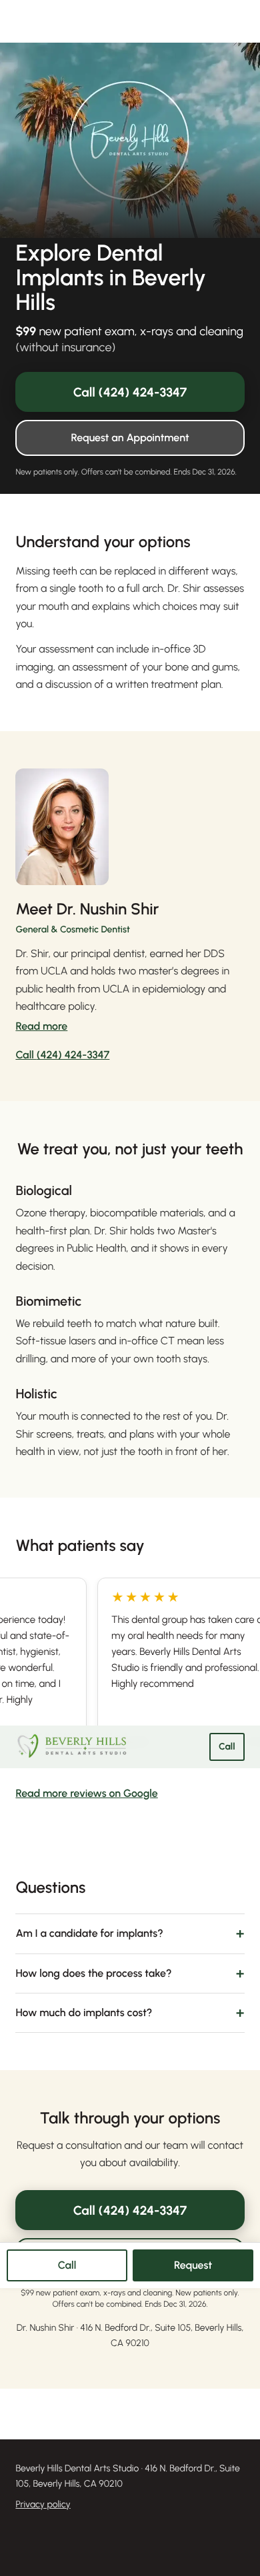 Beverly Hills
DENTAL ARTS STUDIO
Explore Dental
Implants in Beverly
Hills
$99 new patient exam, x-rays and cleaning
(without insurance)
Call (424) 424-3347
Request an Appointment
New patients only. Offers can't be combined. Ends Dec 31, 2026.
Understand your options
Missing teeth can be replaced in different ways,
from a single tooth to a full arch. Dr. Shir assesses
your mouth and explains which choices may suit
you.
Your assessment can include in-office 3D
imaging, an assessment of your bone and gums,
and a discussion of a written treatment plan.
Meet Dr. Nushin Shir
General & Cosmetic Dentist
Dr. Shir, our principal dentist, earned her DDS
from UCLA and holds two master's degrees in
public health from UCLA in epidemiology and
healthcare policy.
Read more
Call (424) 424-3347
We treat you, not just your teeth
Biological
Ozone therapy, biocompatible materials, and a
health-first plan. Dr. Shir holds two Master's
degrees in Public Health, and it shows in every
decision.
Biomimetic
We rebuild teeth to match what nature built.
Soft-tissue lasers and in-office CT mean less
drilling, and more of your own tooth stays.
Holistic
Your mouth is connected to the rest of you. Dr.
Shir screens, treats, and plans with your whole
health in view, not just the tooth in front of her.
What patients say
perience today!
ful and state-of-
ntist, hygienist,
re wonderful.
on time, and I
r. Highly
This dental group has taken care o
my oral health needs for many
years. Beverly Hills Dental Arts
Studio is friendly and professional.
Highly recommend
BEVERLY HILLS
DENTAL ARTS STUDIO
Call
Read more reviews on Google
Questions
Am I a candidate for implants? +
How long does the process take? +
How much do implants cost? +
Talk through your options
Request a consultation and our team will contact
you about availability.
Call (424) 424-3347
Call
Request
$99 new patient exam, x-rays and cleaning. New patients only.
Offers can't be combined. Ends Dec 31, 2026.
Dr. Nushin Shir · 416 N. Bedford Dr., Suite 105, Beverly Hills,
CA 90210
Beverly Hills Dental Arts Studio · 416 N. Bedford Dr., Suite
105, Beverly Hills, CA 90210
Privacy policy